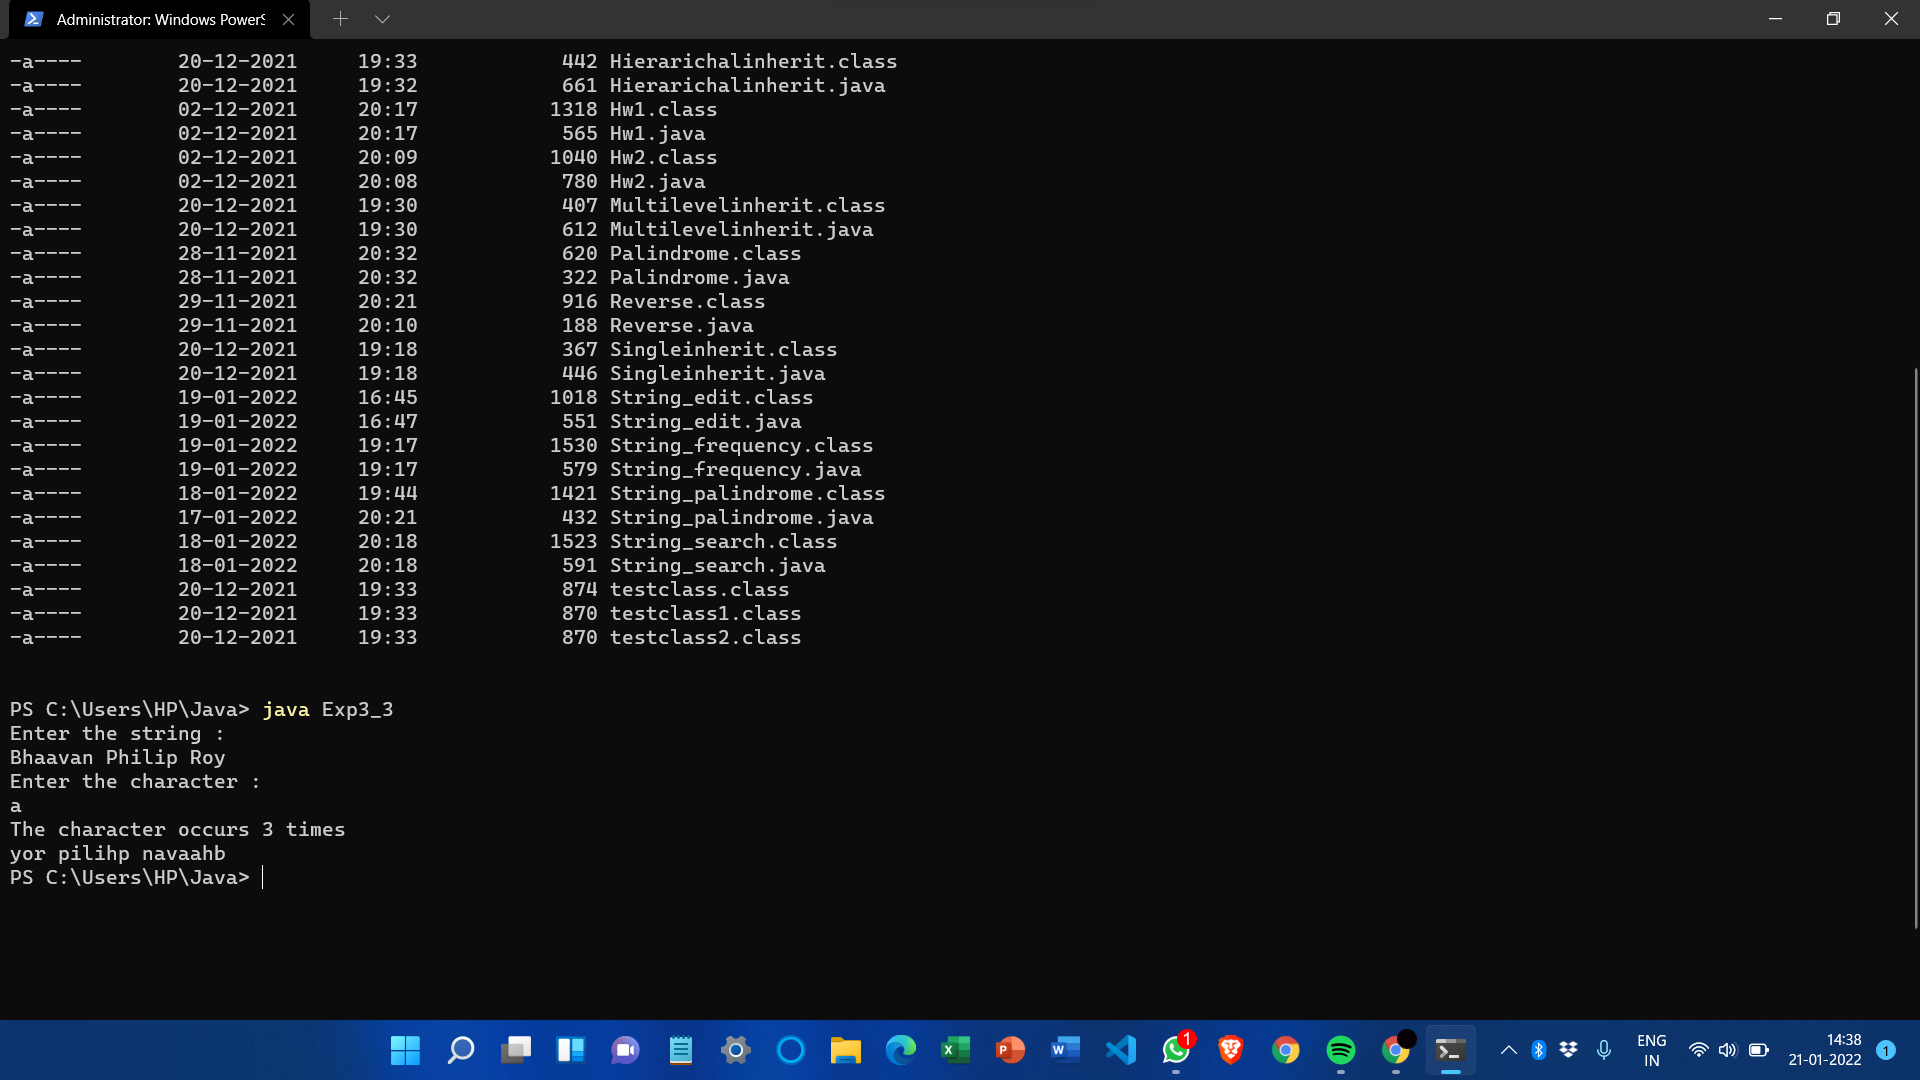 Administrator: Windows PowerS
-a----        20-12-2021     19:33            442 Hierarichalinherit.class
-a----        20-12-2021     19:32            661 Hierarichalinherit.java
-a----        02-12-2021     20:17           1318 Hw1.class
-a----        02-12-2021     20:17            565 Hw1.java
-a----        02-12-2021     20:09           1040 Hw2.class
-a----        02-12-2021     20:08            780 Hw2.java
-a----        20-12-2021     19:30            407 Multilevelinherit.class
-a----        20-12-2021     19:30            612 Multilevelinherit.java
-a----        28-11-2021     20:32            620 Palindrome.class
-a----        28-11-2021     20:32            322 Palindrome.java
-a----        29-11-2021     20:21            916 Reverse.class
-a----        29-11-2021     20:10            188 Reverse.java
-a----        20-12-2021     19:18            367 Singleinherit.class
-a----        20-12-2021     19:18            446 Singleinherit.java
-a----        19-01-2022     16:45           1018 String_edit.class
-a----        19-01-2022     16:47            551 String_edit.java
-a----        19-01-2022     19:17           1530 String_frequency.class
-a----        19-01-2022     19:17            579 String_frequency.java
-a----        18-01-2022     19:44           1421 String_palindrome.class
-a----        17-01-2022     20:21            432 String_palindrome.java
-a----        18-01-2022     20:18           1523 String_search.class
-a----        18-01-2022     20:18            591 String_search.java
-a----        20-12-2021     19:33            874 testclass.class
-a----        20-12-2021     19:33            870 testclass1.class
-a----        20-12-2021     19:33            870 testclass2.class
PS C:\Users\HP\Java> java Exp3_3
Enter the string :
Bhaavan Philip Roy
Enter the character :
a
The character occurs 3 times
yor pilihp navaahb
PS C:\Users\HP\Java>
X
P
W
1
ENG
IN
14:38
21-01-2022
1